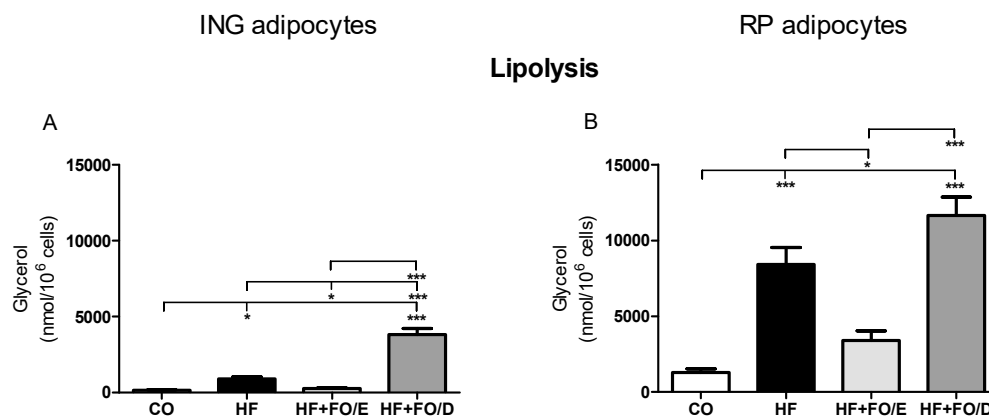 ING adipocytes
RP adipocytes
Lipolysis
A
Glycerol
(nmol/10⁶ cells)
15000
10000
5000
0
***
* ***
* ***
CO HF HF+FO/E HF+FO/D
B
Glycerol
(nmol/10⁶ cells)
15000
10000
5000
0
***
*
*** ***
CO HF HF+FO/E HF+FO/D